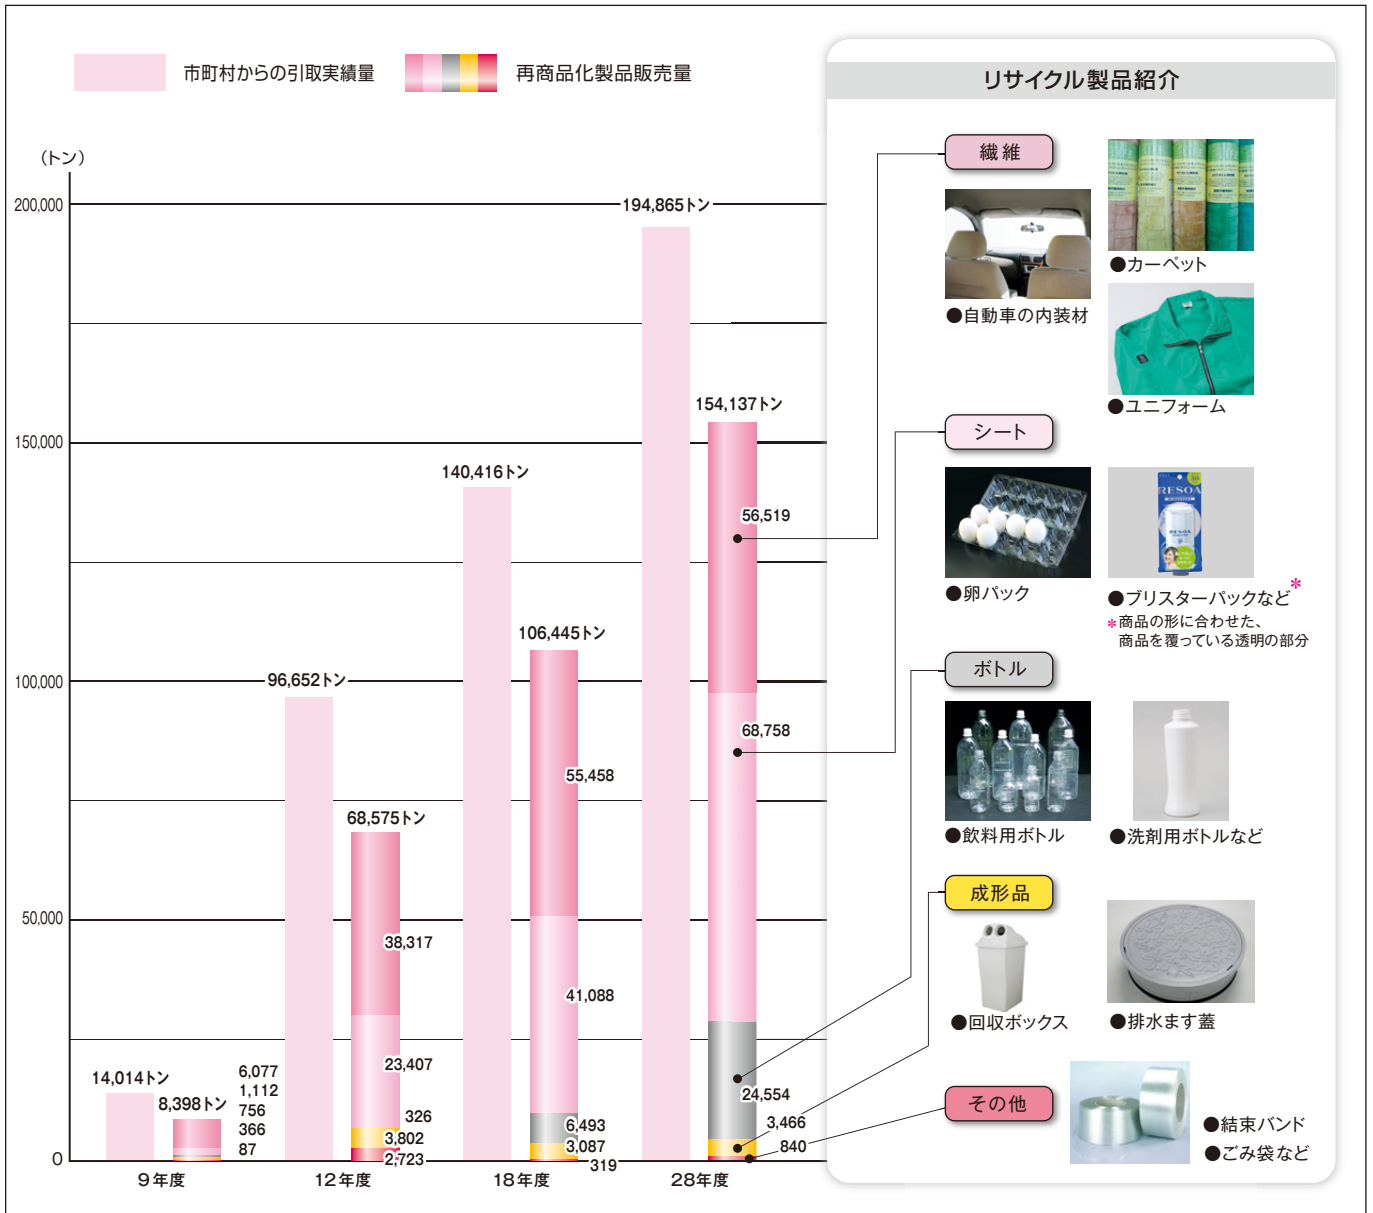 市町村からの引取実績量
再商品化製品販売量
(トン)
200,000
150,000
100,000
50,000
0
14,014トン
8,398トン
6,077
1,112
756
366
87
9年度
96,652トン
68,575トン
38,317
23,407
326
3,802
2,723
12年度
140,416トン
106,445トン
55,458
41,088
6,493
3,087
319
18年度
194,865トン
154,137トン
56,519
68,758
24,554
3,466
840
28年度
リサイクル製品紹介
繊維
●自動車の内装材
●カーペット
●ユニフォーム
シート
●卵パック
RESOA
●ブリスターパックなど*
*商品の形に合わせた、
商品を覆っている透明の部分
ボトル
●飲料用ボトル
●洗剤用ボトルなど
成形品
●回収ボックス
●排水ます蓋
その他
●結束バンド
●ごみ袋など